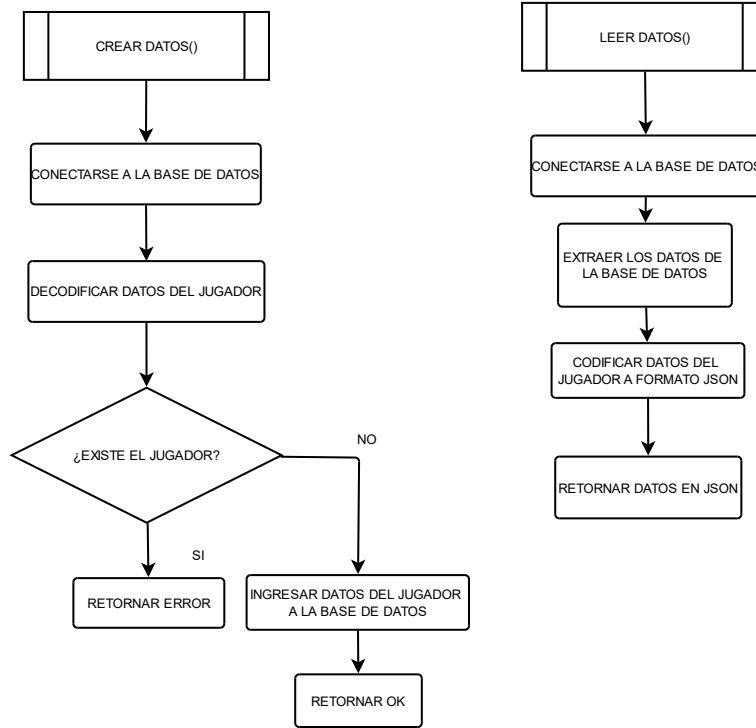 CREAR DATOS()
CONECTARSE A LA BASE DE DATOS
DECODIFICAR DATOS DEL JUGADOR
¿EXISTE EL JUGADOR?
NO
SI
RETORNAR ERROR
INGRESAR DATOS DEL JUGADOR
A LA BASE DE DATOS
RETORNAR OK
LEER DATOS()
CONECTARSE A LA BASE DE DATOS
EXTRAER LOS DATOS DE
LA BASE DE DATOS
CODIFICAR DATOS DEL
JUGADOR A FORMATO JSON
RETORNAR DATOS EN JSON